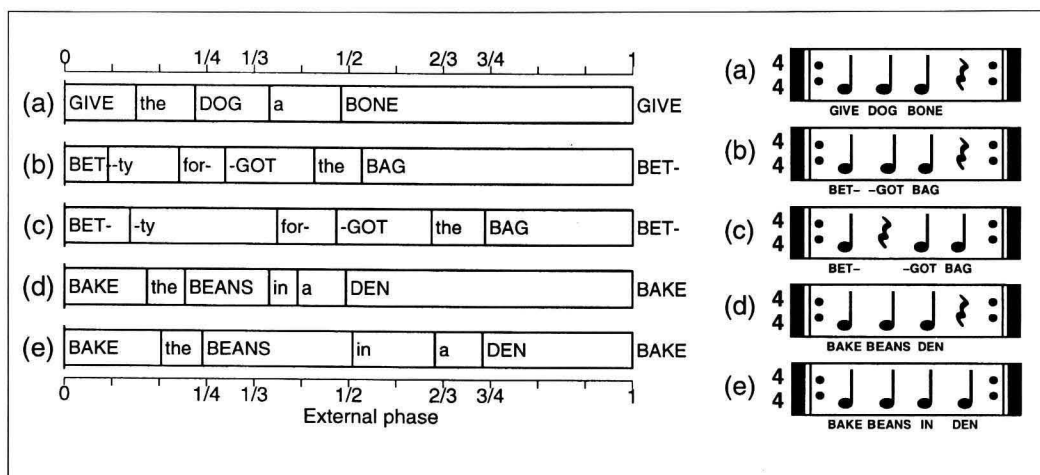 0 1/4 1/3 1/2 2/3 3/4 1
(a) GIVE the DOG a BONE GIVE
(b) BET- -ty for- -GOT the BAG BET-
(c) BET- -ty for- -GOT the BAG BET-
(d) BAKE the BEANS in a DEN BAKE
(e) BAKE the BEANS in a DEN BAKE
0 1/4 1/3 1/2 2/3 3/4 1
External phase
(a) 4 4
GIVE DOG BONE
(b) 4 4
BET- -GOT BAG
(c) 4 4
BET- -GOT BAG
(d) 4 4
BAKE BEANS DEN
(e) 4 4
BAKE BEANS IN DEN